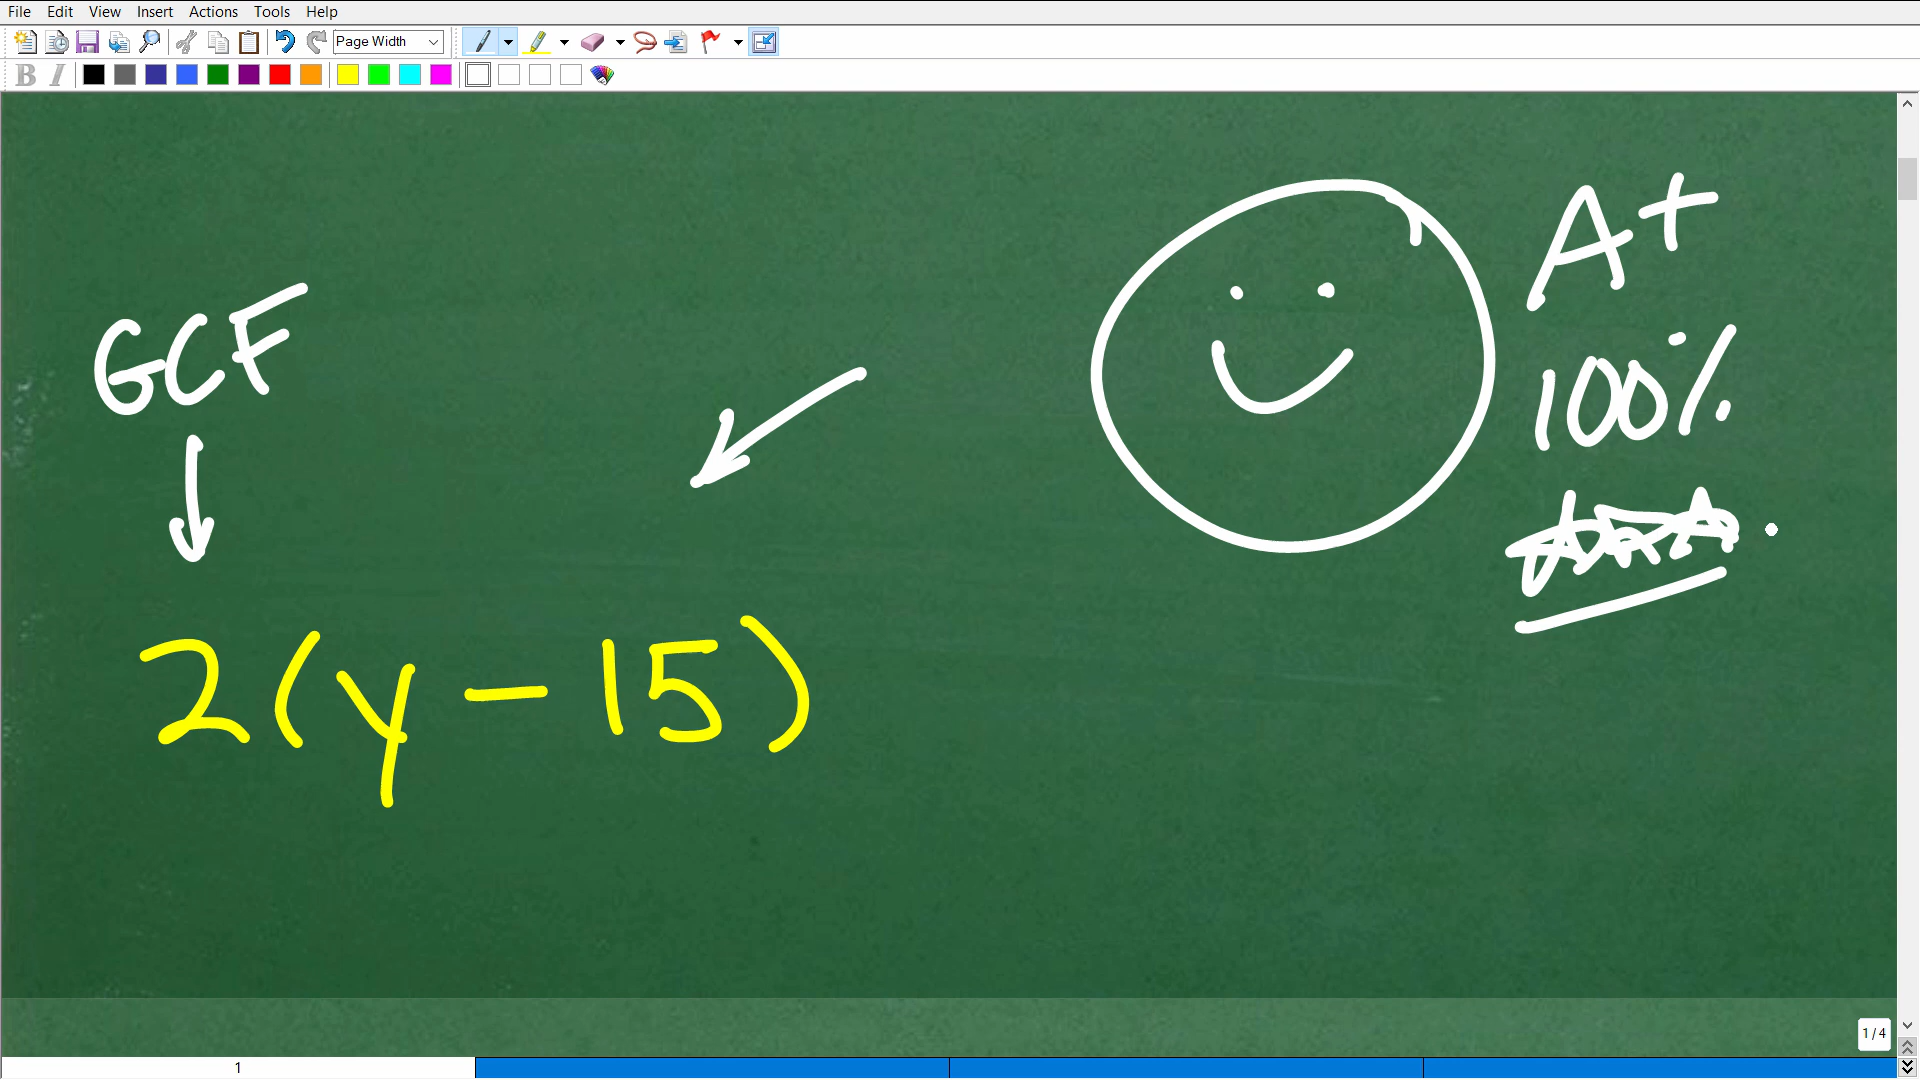 File Edit View Insert Actions Tools Help
Page Width
B I
A+
GCF
100%
2(y-15)
1 / 4
1